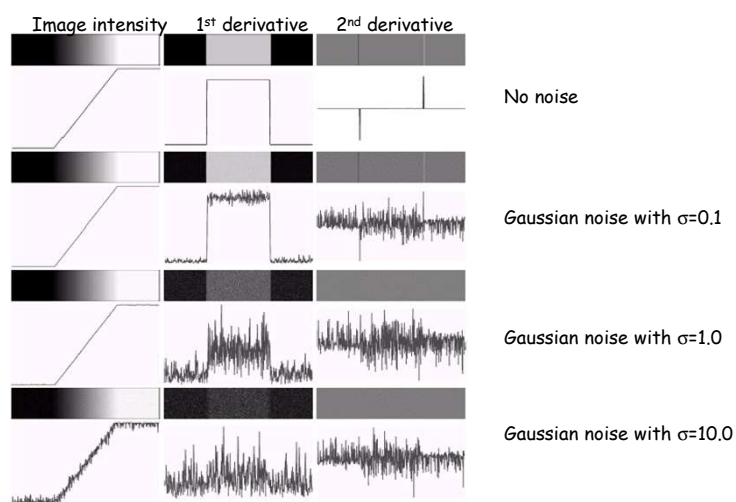 Image intensity 1st derivative 2nd derivative
No noise
Gaussian noise with σ=0.1
Gaussian noise with σ=1.0
Gaussian noise with σ=10.0